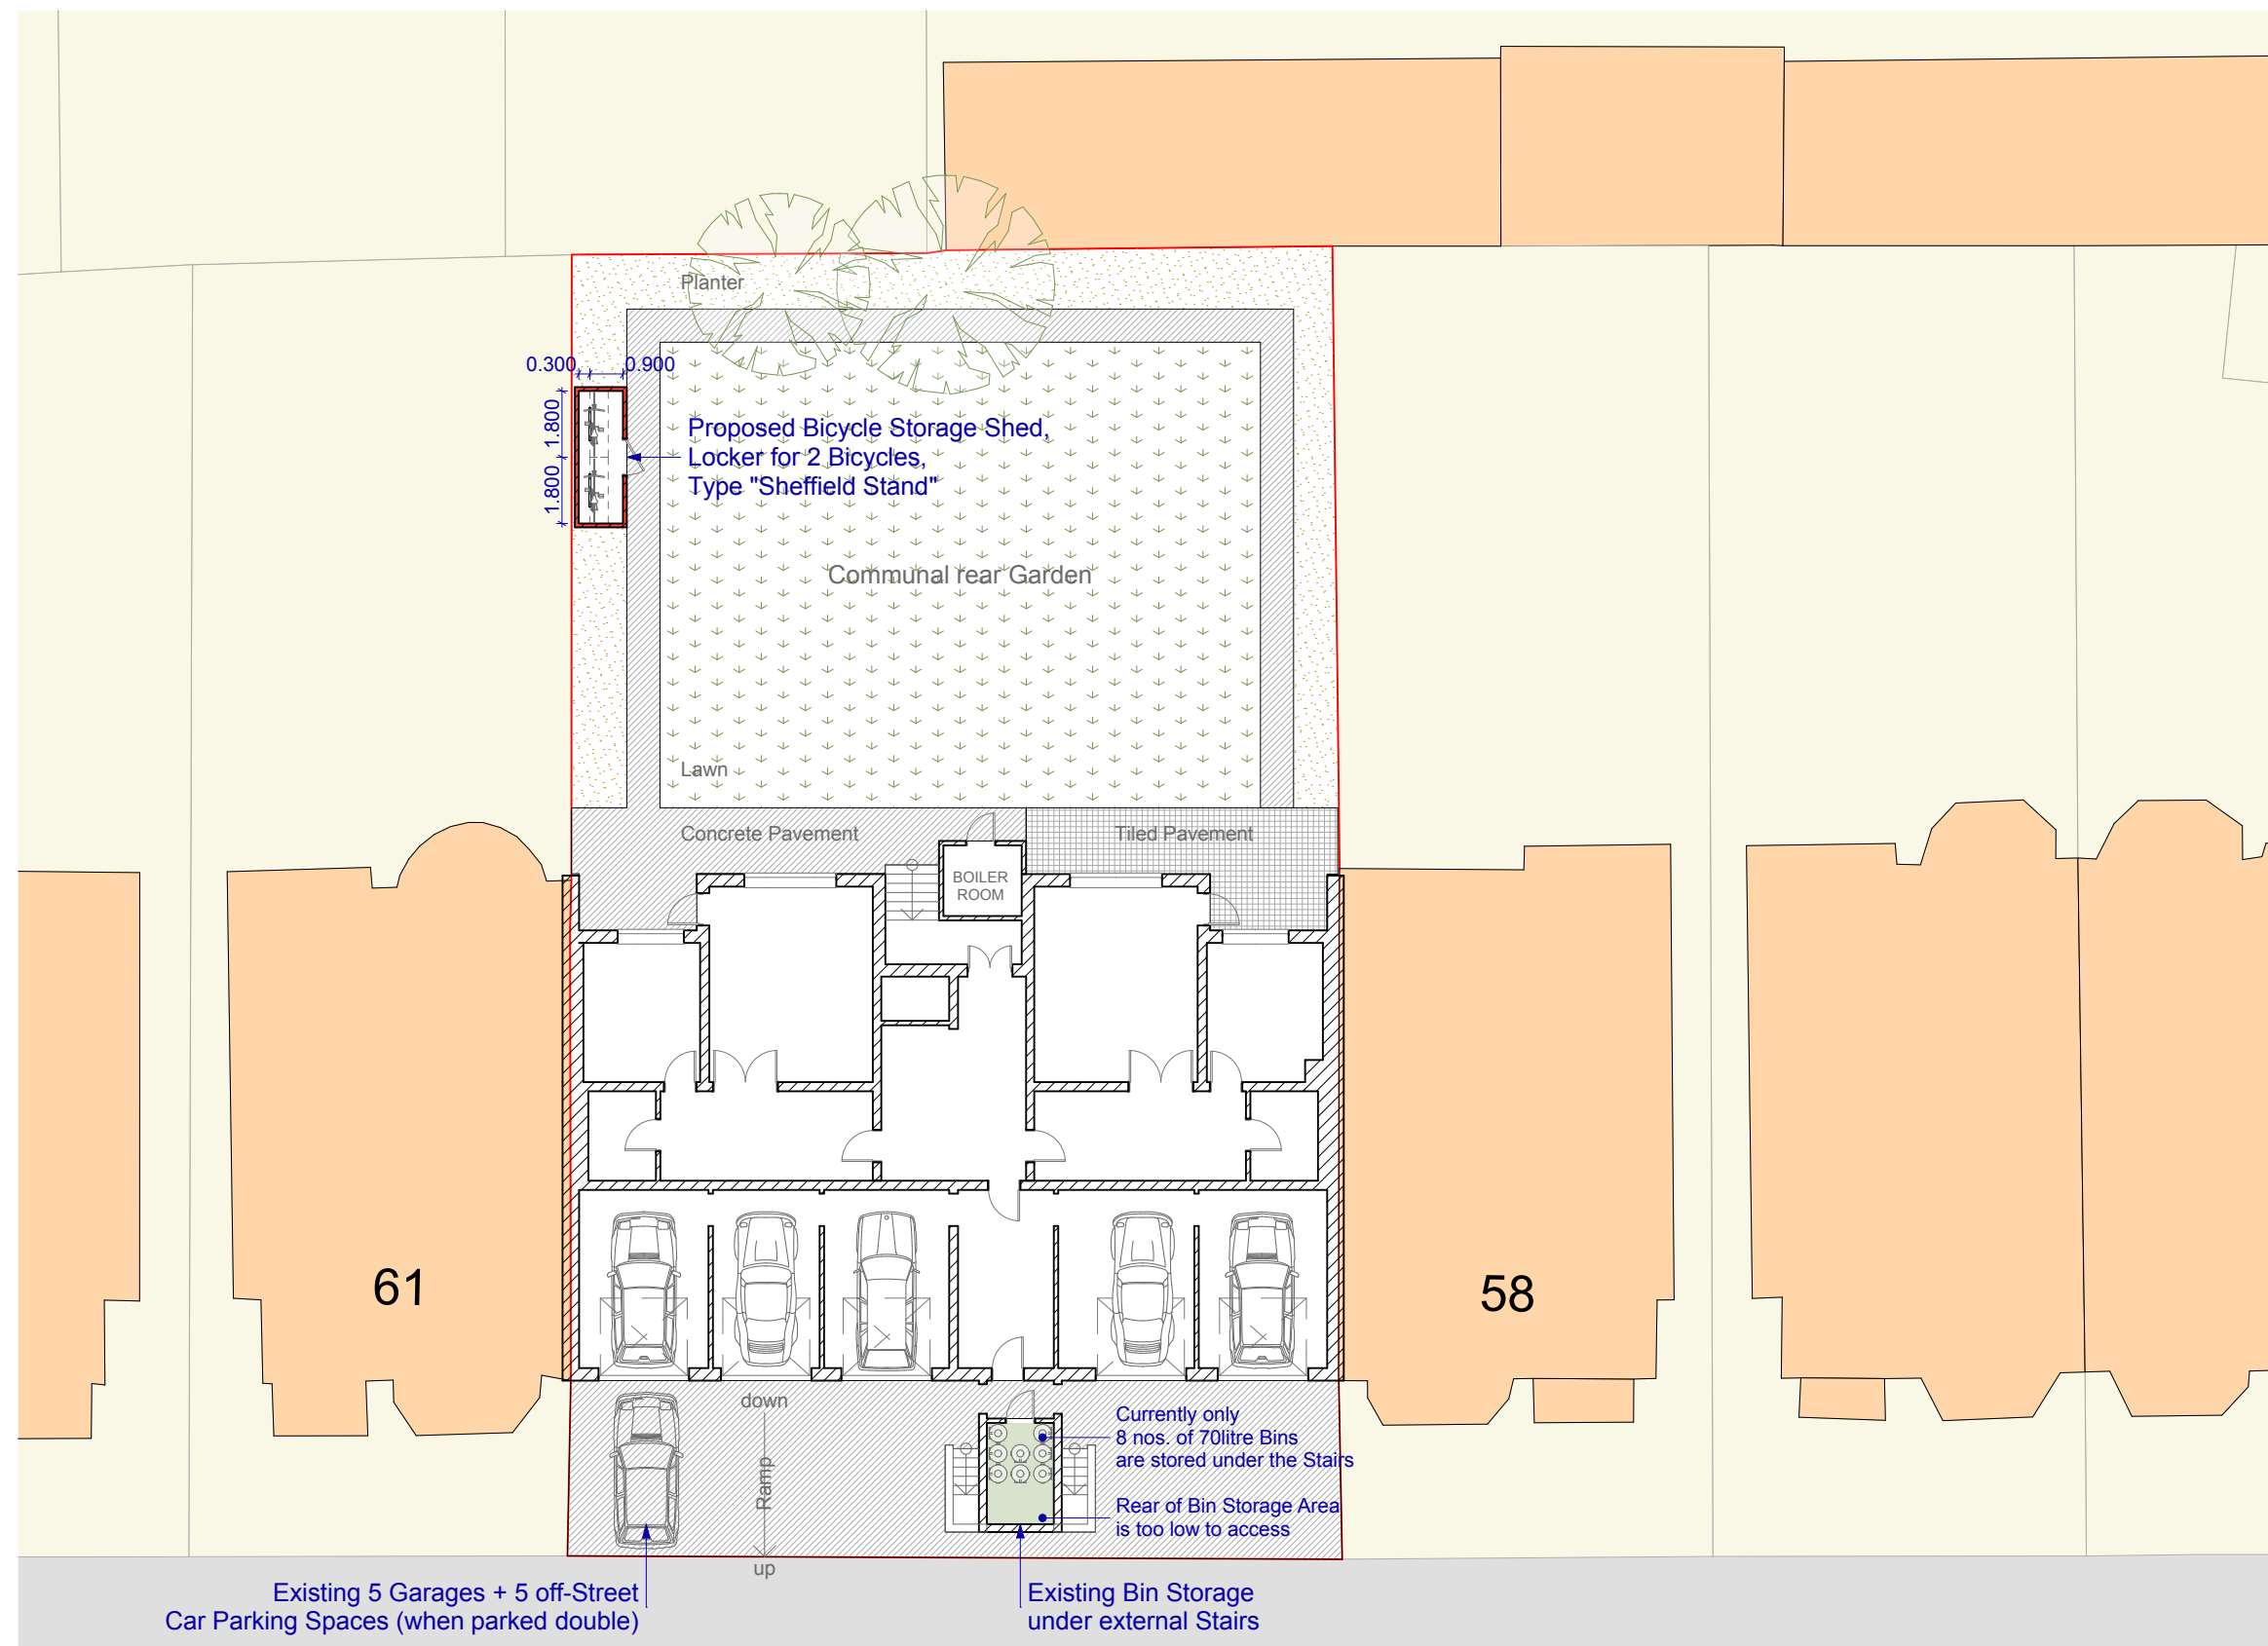 Planter
0.300
0.900
1.800
1.800
Proposed Bicycle Storage Shed,
Locker for 2 Bicycles,
Type "Sheffield Stand"
Communal rear Garden
Lawn
Concrete Pavement
Tiled Pavement
BOILER
ROOM
61
58
down
Ramp
up
Currently only
8 nos. of 70litre Bins
are stored under the Stairs
Rear of Bin Storage Area
is too low to access
Existing 5 Garages + 5 off-Street
Car Parking Spaces (when parked double)
Existing Bin Storage
under external Stairs